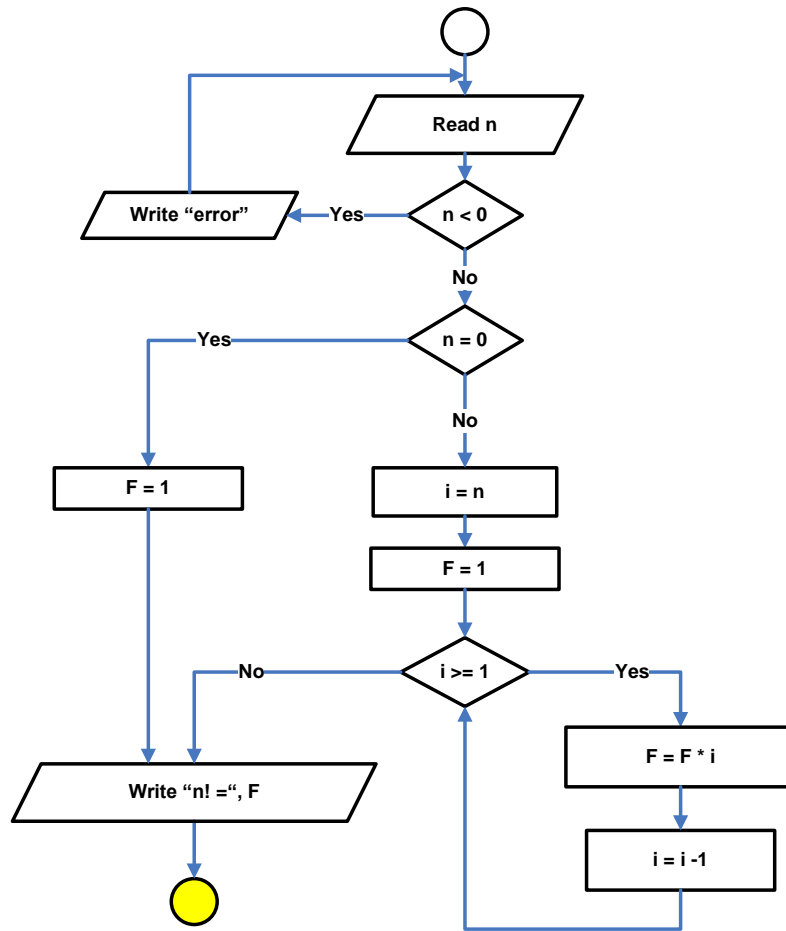 Read n
n < 0
Yes
Write “error”
No
n = 0
Yes
No
F = 1
i = n
F = 1
i >= 1
No
Yes
F = F * i
Write “n! =“, F
i = i -1